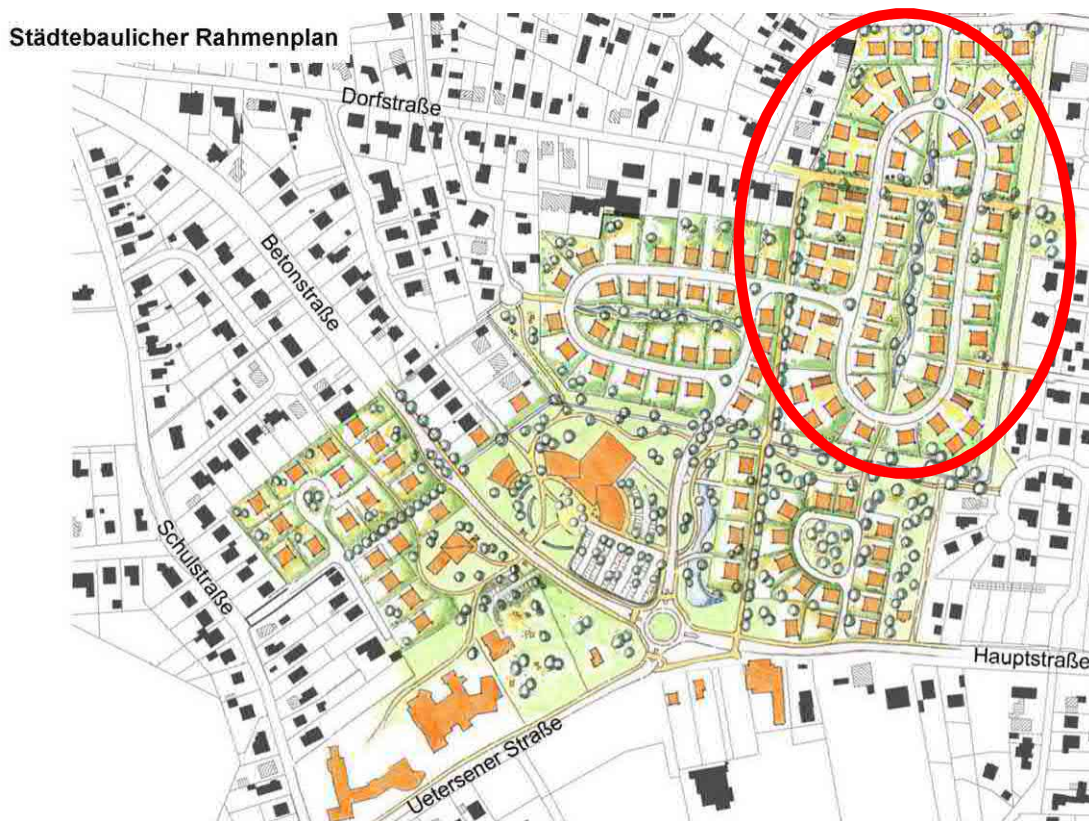 Städtebaulicher Rahmenplan
Dorfstraße
Betonstraße
Schulstraße
Hauptstraße
Uetersener Straße